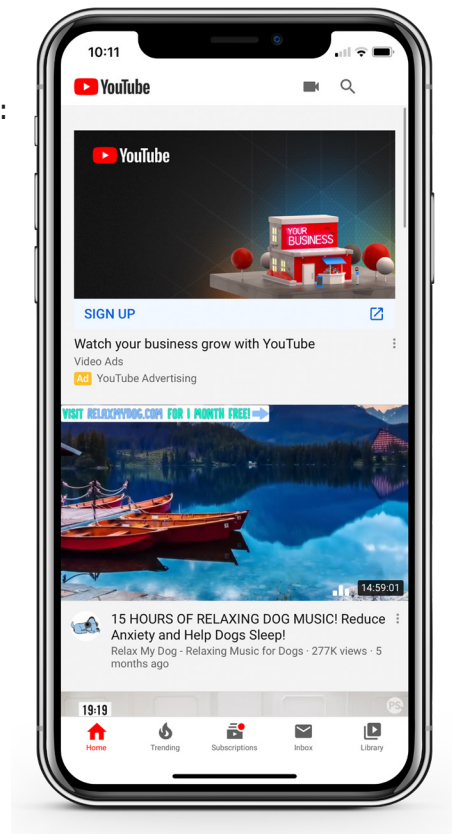 :
10:11
YouTube
YouTube
YOUR
BUSINESS
SIGN UP
Watch your business grow with YouTube
Video Ads
Ad YouTube Advertising
VISIT RELAXMYDOG.COM FOR 1 MONTH FREE!
14:59:01
15 HOURS OF RELAXING DOG MUSIC! Reduce
Anxiety and Help Dogs Sleep!
Relax My Dog - Relaxing Music for Dogs · 277K views · 5
months ago
19:19
Home Trending Subscriptions Inbox Library